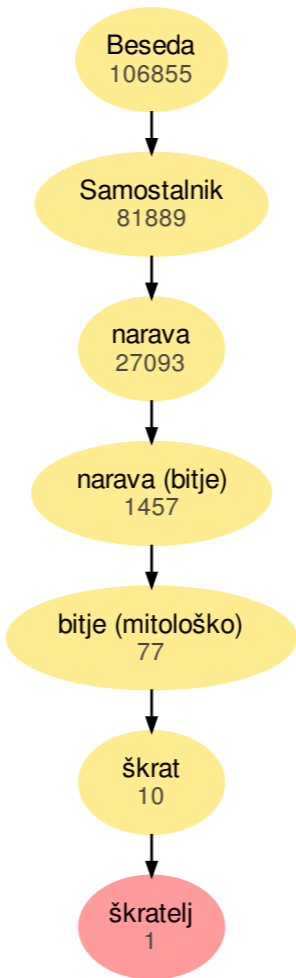 Beseda
106855
Samostalnik
81889
narava
27093
narava (bitje)
1457
bitje (mitološko)
77
škrat
10
škratelj
1